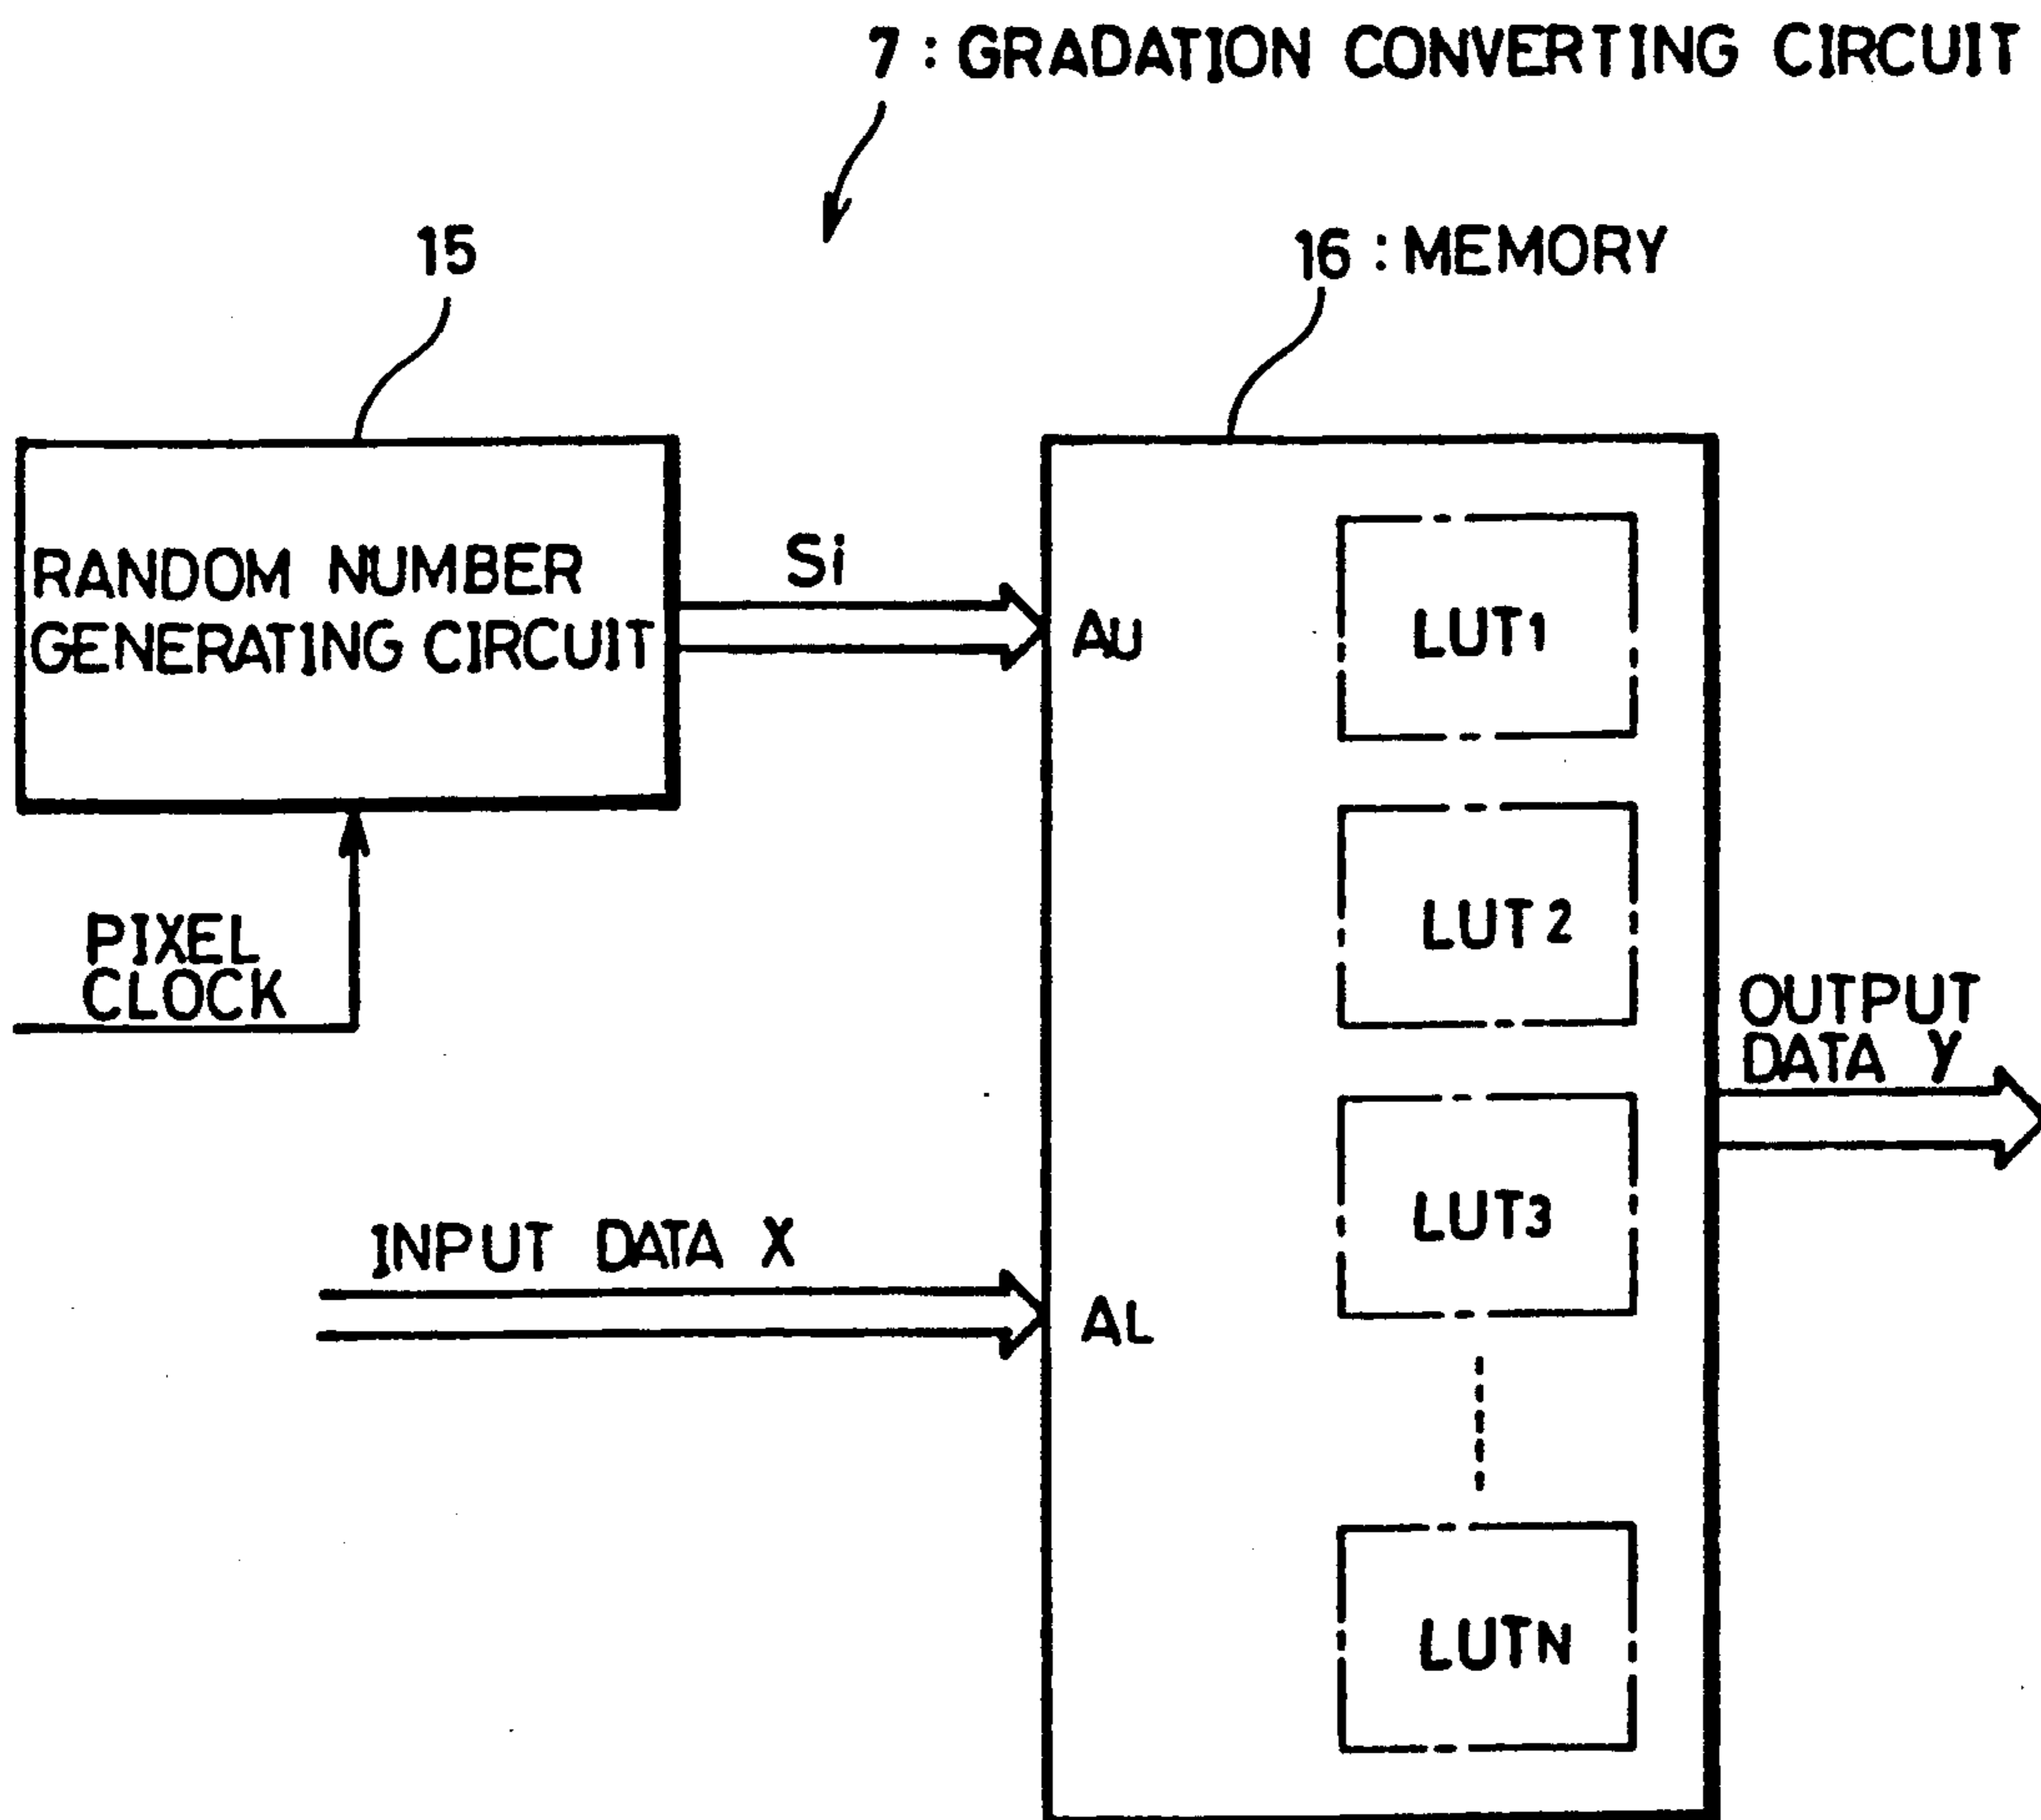 7 : GRADATION CONVERTING CIRCUIT
15
16 : MEMORY
RANDOM NUMBER
GENERATING CIRCUIT
Si
AU
LUT1
LUT2
PIXEL
CLOCK
OUTPUT
DATA Y
LUT3
INPUT DATA X
AL
LUTN